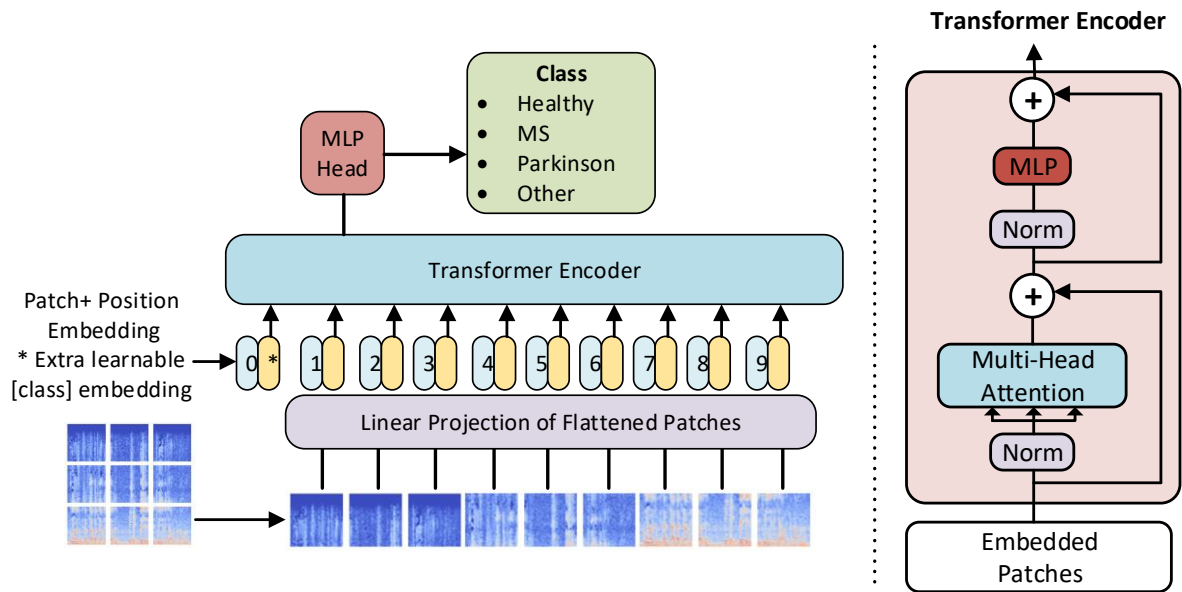 Class
• Healthy
• MS
• Parkinson
• Other
MLP
Head
Transformer Encoder
Patch+ Position
Embedding
* Extra learnable
[class] embedding
0 * 1 2 3 4 5 6 7 8 9
Linear Projection of Flattened Patches
Transformer Encoder
+
MLP
Norm
+
Multi-Head
Attention
Norm
Embedded
Patches